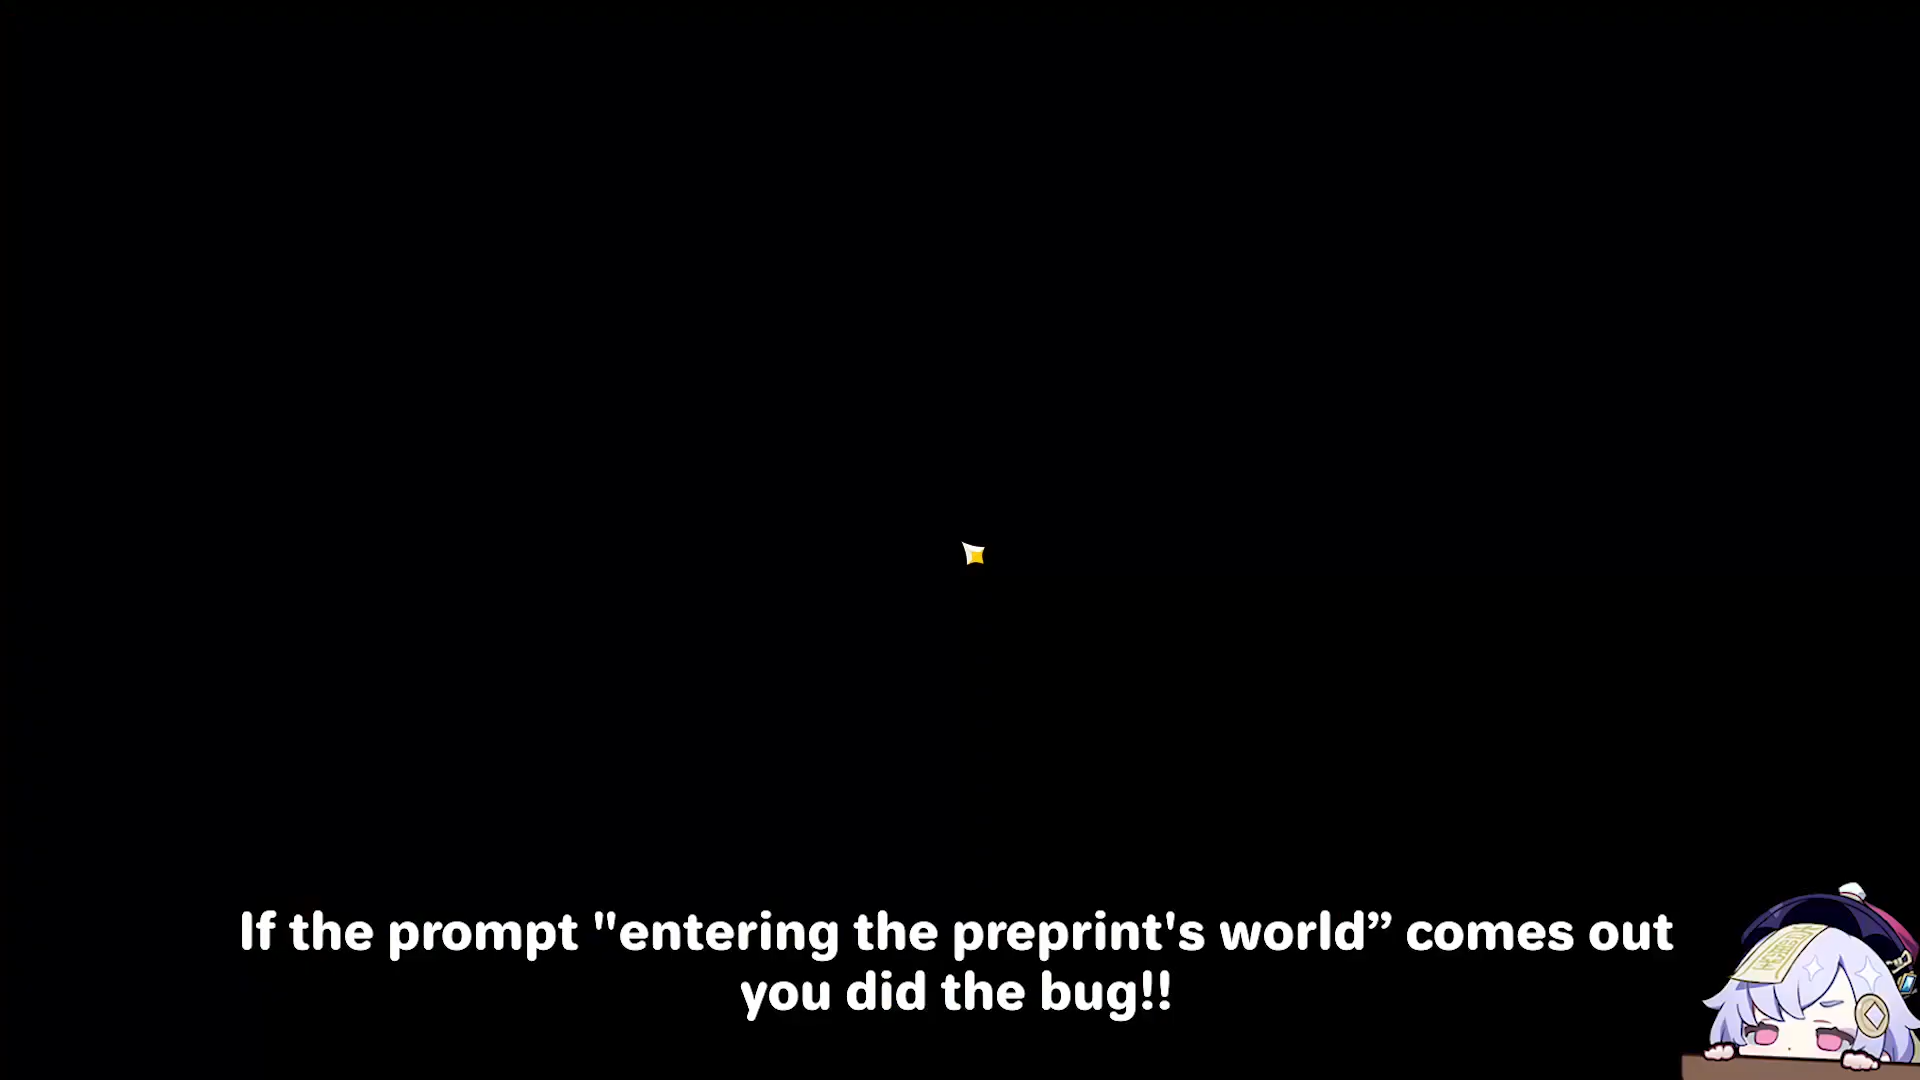 If the prompt "entering the preprint's world” comes out
you did the bug!!